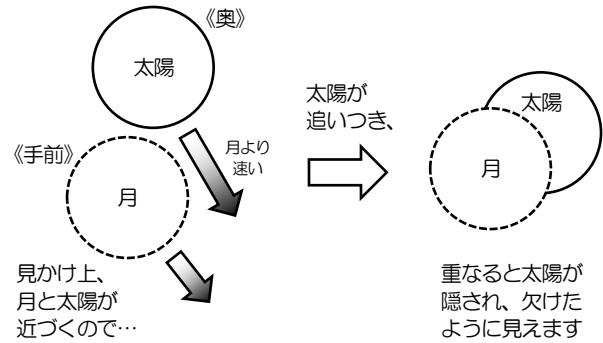 《奥》
太陽
《手前》
月
月より
速い
見かけ上、
月と太陽が
近づくので…
太陽が
追いつき、
太陽
月
重なると太陽が
隠され、欠けた
ように見えます